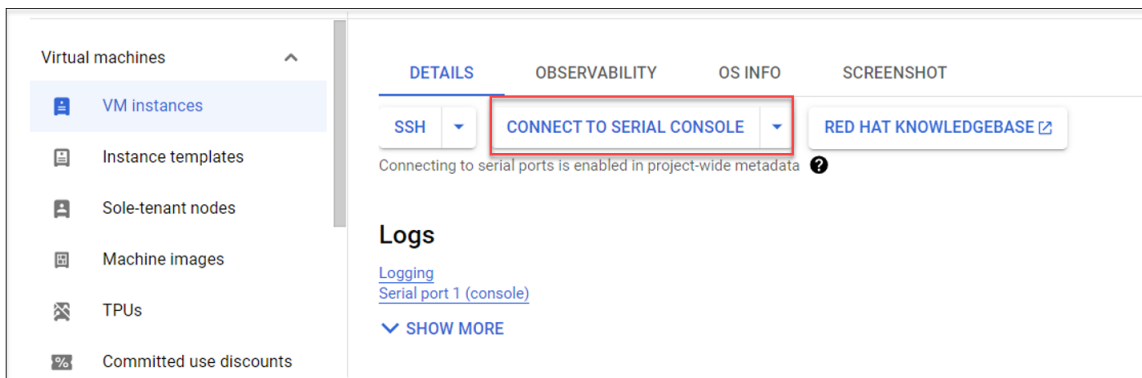 Virtual machines
VM instances
Instance templates
Sole-tenant nodes
Machine images
TPUs
Committed use discounts
DETAILS OBSERVABILITY OS INFO SCREENSHOT
SSH CONNECT TO SERIAL CONSOLE RED HAT KNOWLEDGEBASE
Connecting to serial ports is enabled in project-wide metadata ?
Logs
Logging
Serial port 1 (console)
SHOW MORE